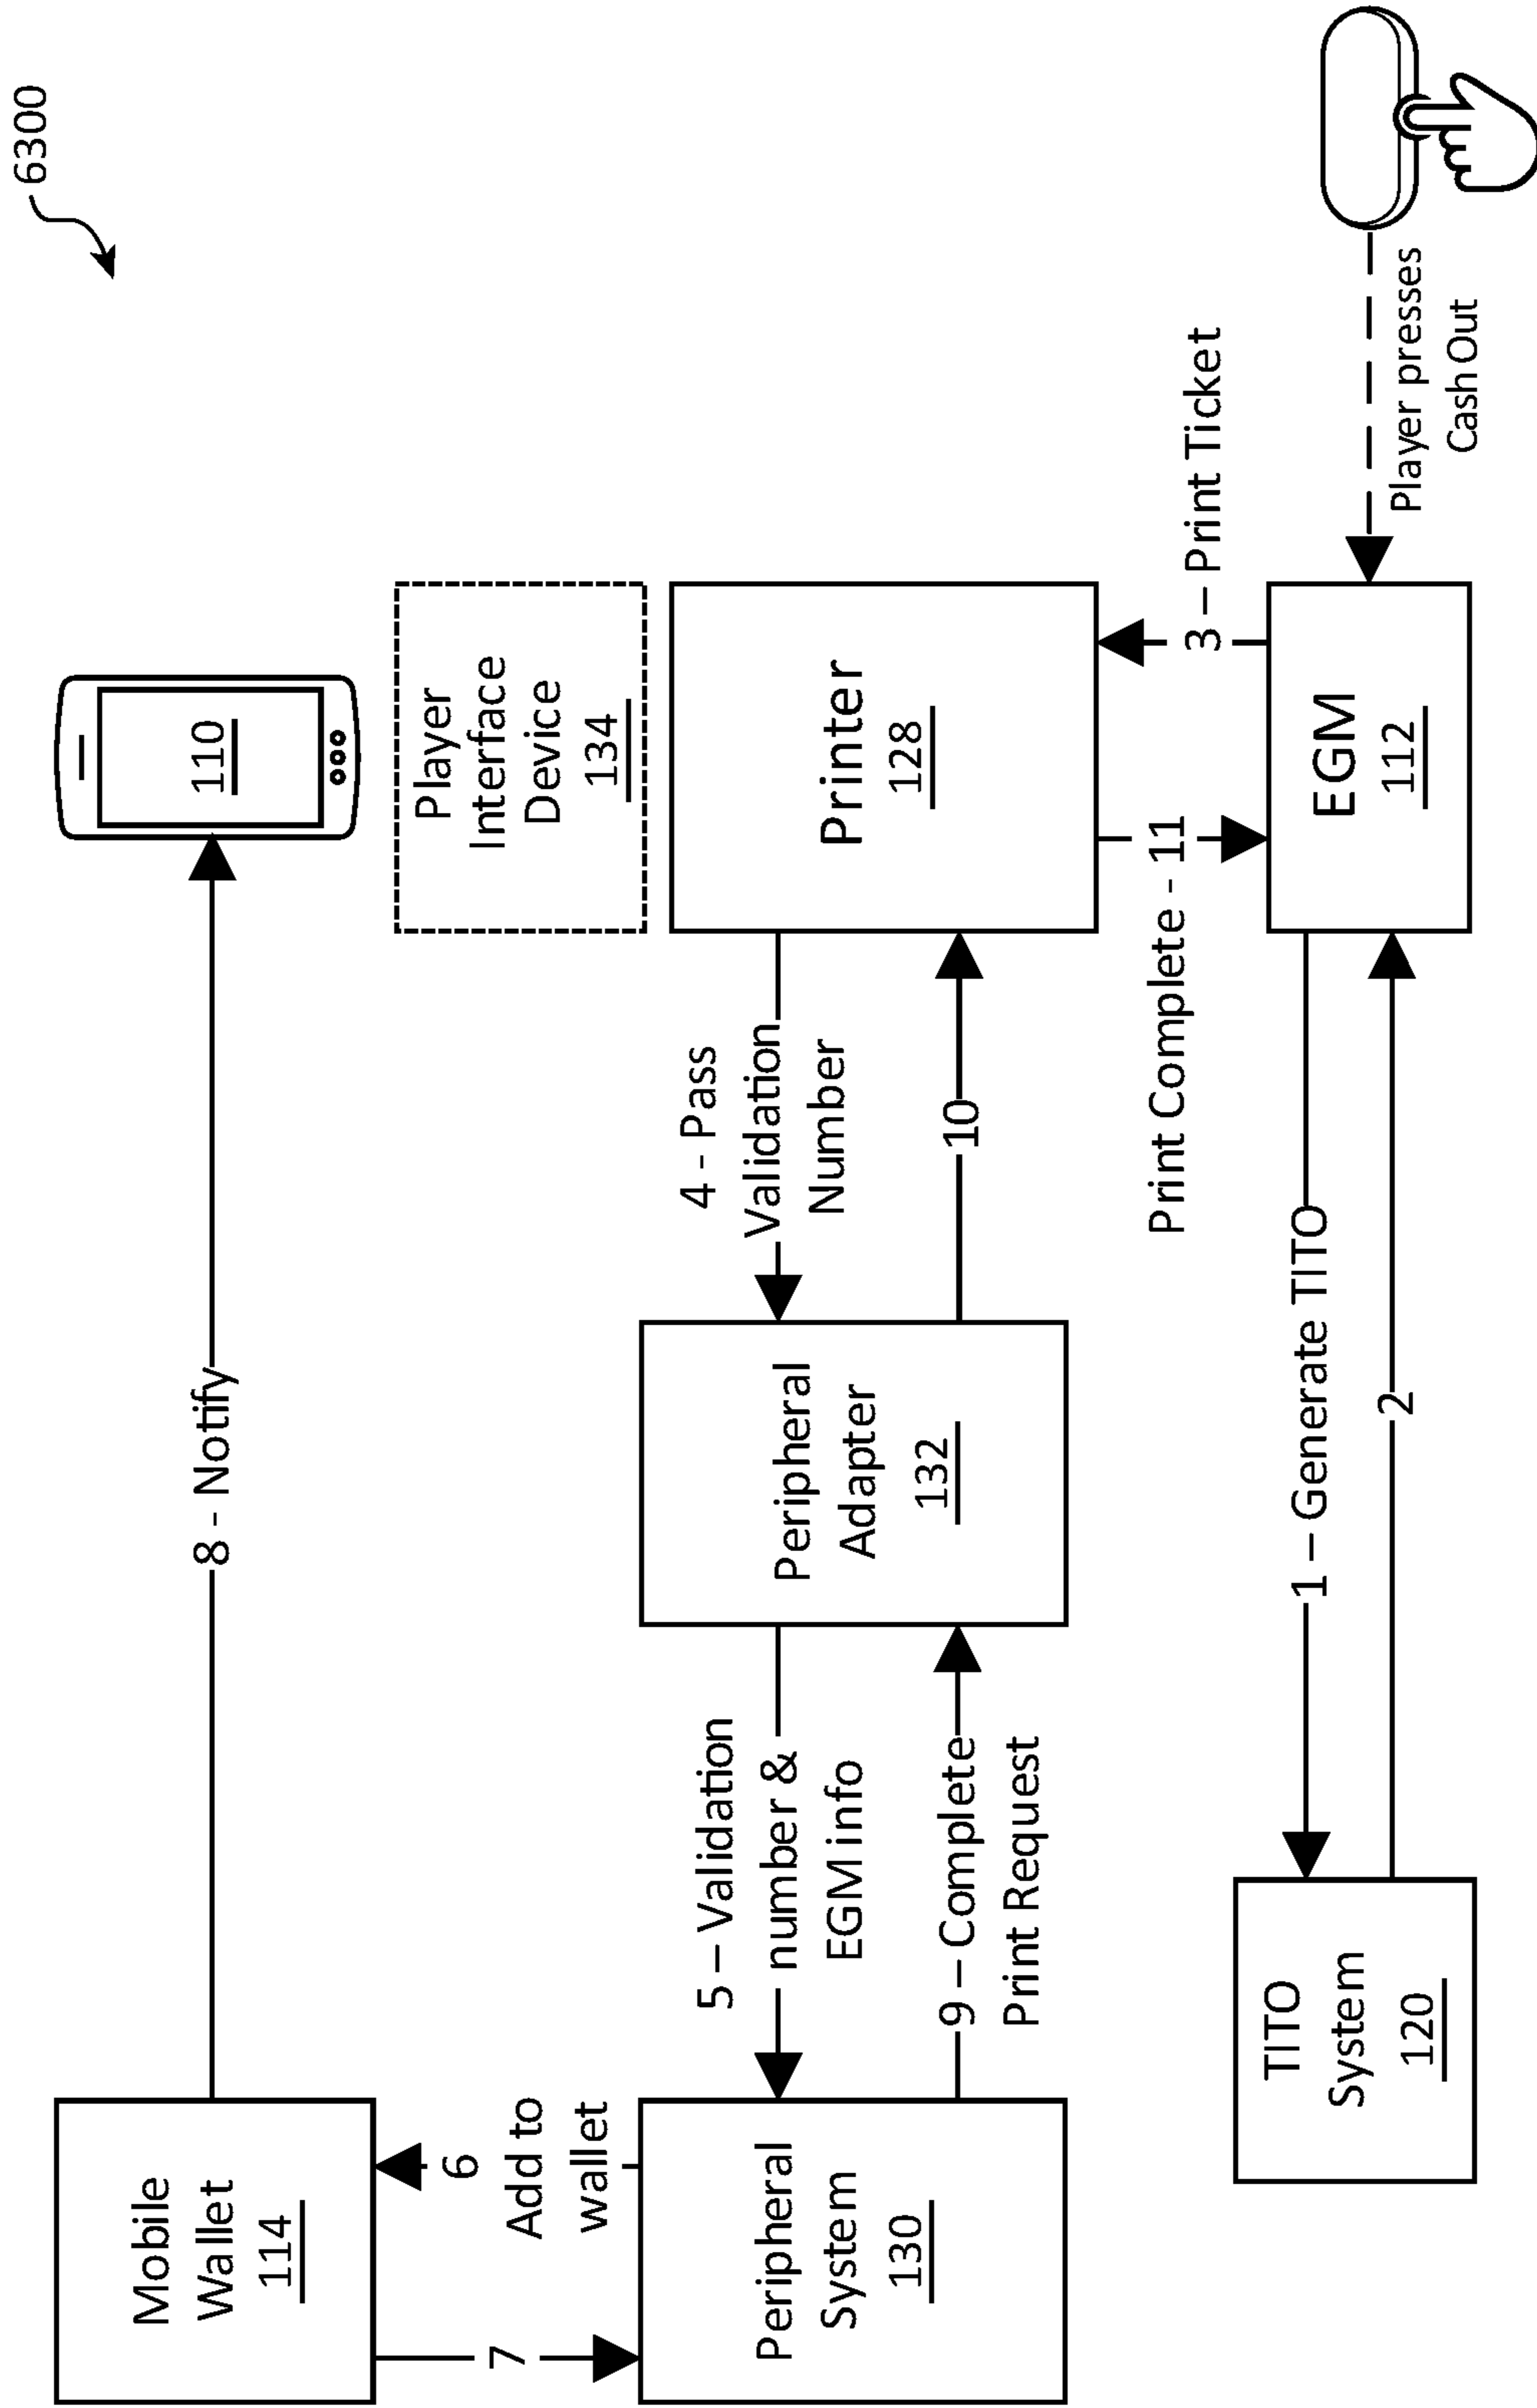 6300
Mobile
Wallet
114
8 - Notify
110
7
6
Add to
wallet
Player
Interface
Device
134
Peripheral
System
130
5 – Validation
number &
EGM info
9 – Complete
Print Request
Peripheral
Adapter
132
4 - Pass
Validation
Number
10
Printer
128
Print Complete - 11
3 – Print Ticket
TITO
System
120
1 – Generate TITO
2
EGM
112
Player presses
Cash Out